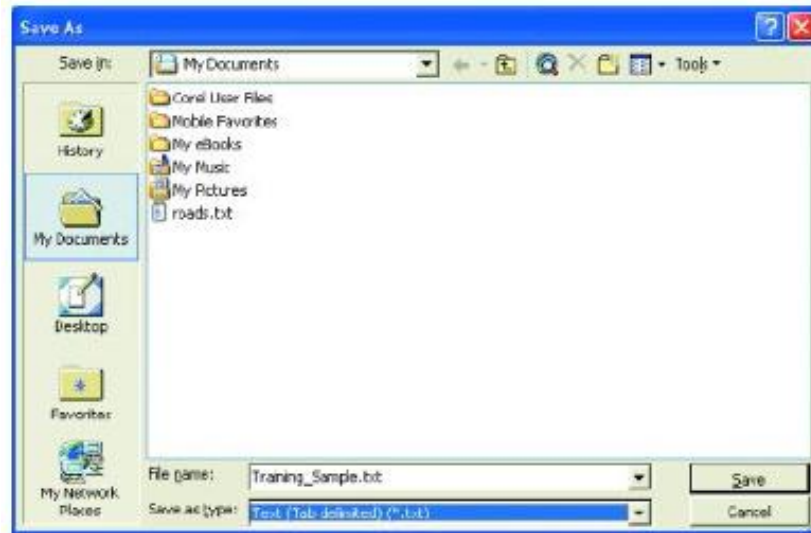 Save As
Save in:
My Documents
Tools
History
My Documents
Desktop
Favorites
My Network
Places
Corel User Files
Mobile Favorites
My eBooks
My Music
My Pictures
roads.txt
File name:
Training_Sample.txt
Save
Save as type:
Text (Tab delimited) (*.txt)
Cancel